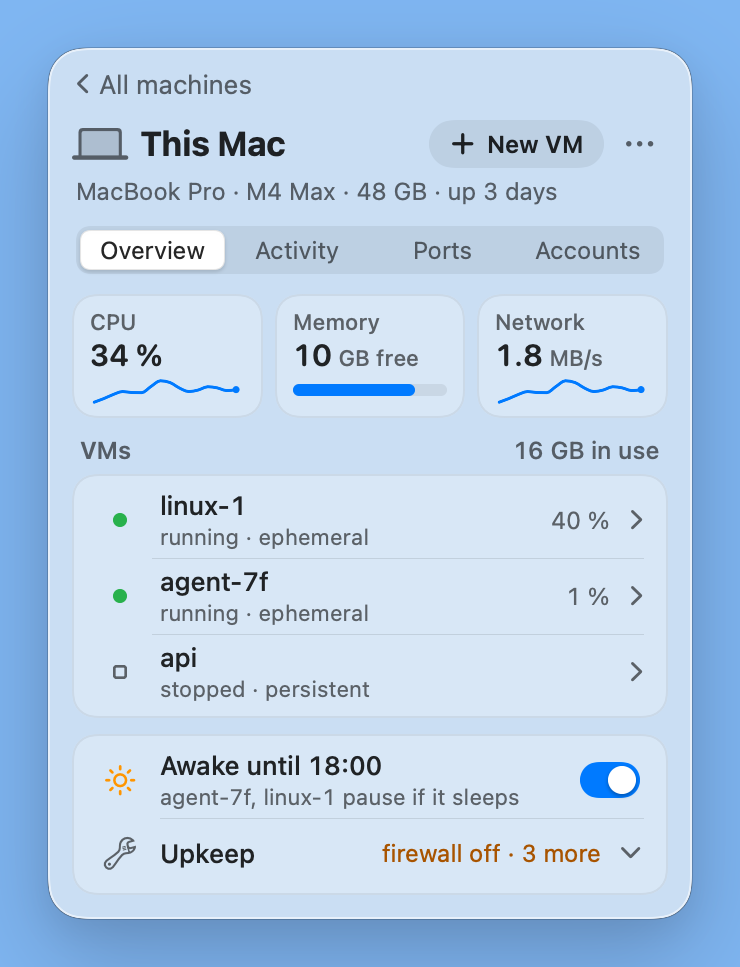 All machines
This Mac
New VM
MacBook Pro · M4 Max · 48 GB · up 3 days
Overview Activity Ports Accounts
CPU
34 %
Memory
10 GB free
Network
1.8 MB/s
VMs 16 GB in use
linux-1
running · ephemeral
40 %
agent-7f
running · ephemeral
1 %
api
stopped · persistent
Awake until 18:00
agent-7f, linux-1 pause if it sleeps
Upkeep firewall off · 3 more